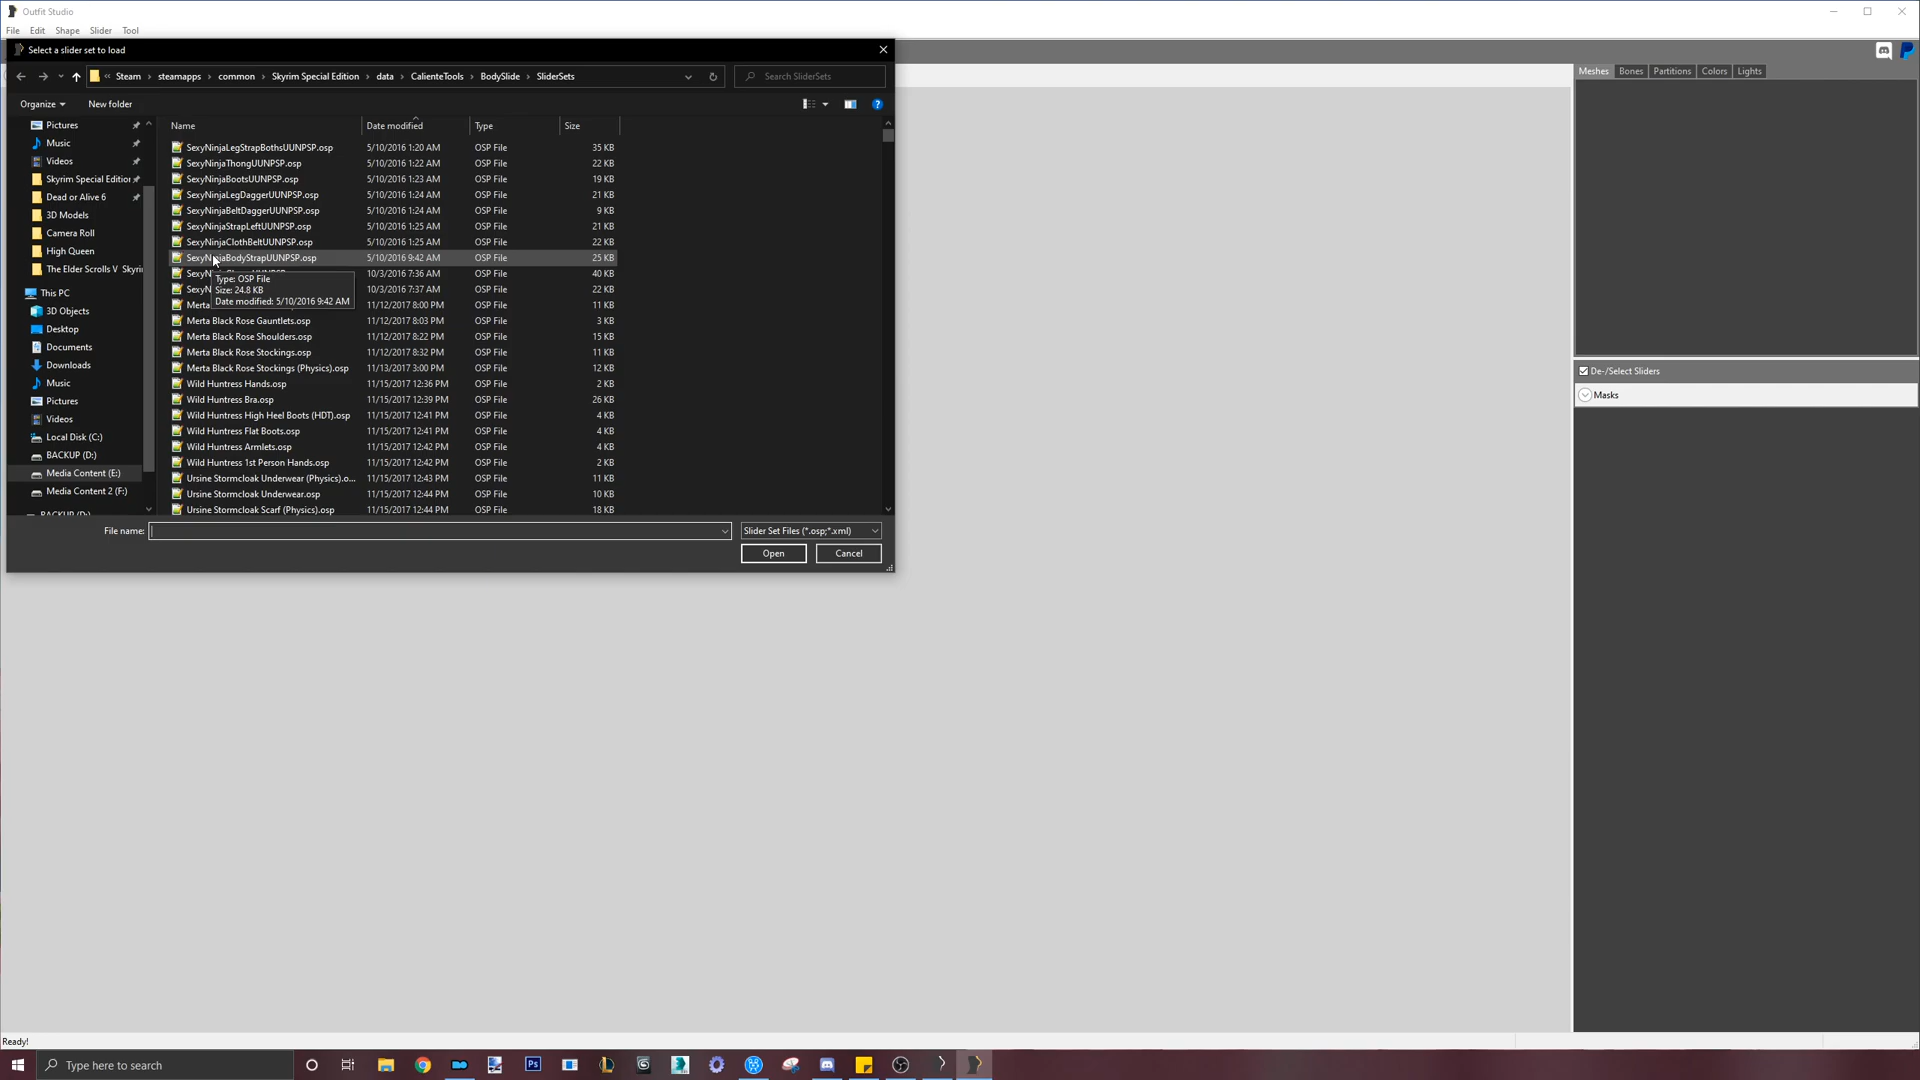 Outfit Studio
File Edit Shape Slider Tool
Select a slider set to load
« Steam > steamapps > common > Skyrim Special Edition > data > CalienteTools > BodySlide > SliderSets
Search SliderSets
Organize New folder
Name Date modified Type Size
Pictures
Music
Videos
Skyrim Special Edition
Dead or Alive 6
3D Models
Camera Roll
High Queen
The Elder Scrolls V Skyri
This PC
3D Objects
Desktop
Documents
Downloads
Music
Pictures
Videos
Local Disk (C:)
BACKUP (D:)
Media Content (E:)
Media Content 2 (F:)
BACKUP (D:)
SexyNinjaLegStrapBothsUUNPSP.osp 5/10/2016 1:20 AM OSP File 35 KB
SexyNinjaThongUUNPSP.osp 5/10/2016 1:22 AM OSP File 22 KB
SexyNinjaBootsUUNPSP.osp 5/10/2016 1:23 AM OSP File 19 KB
SexyNinjaLegDaggerUUNPSP.osp 5/10/2016 1:24 AM OSP File 21 KB
SexyNinjaBeltDaggerUUNPSP.osp 5/10/2016 1:24 AM OSP File 9 KB
SexyNinjaStrapLeftUUNPSP.osp 5/10/2016 1:25 AM OSP File 21 KB
SexyNinjaClothBeltUUNPSP.osp 5/10/2016 1:25 AM OSP File 22 KB
SexyNinjaBodyStrapUUNPSP.osp 5/10/2016 9:42 AM OSP File 25 KB
SexyN 10/3/2016 7:36 AM OSP File 40 KB
SexyN 10/3/2016 7:37 AM OSP File 22 KB
Merta 11/12/2017 8:00 PM OSP File 11 KB
Type: OSP File
Size: 24.8 KB
Date modified: 5/10/2016 9:42 AM
Merta Black Rose Gauntlets.osp 11/12/2017 8:03 PM OSP File 3 KB
Merta Black Rose Shoulders.osp 11/12/2017 8:22 PM OSP File 15 KB
Merta Black Rose Stockings.osp 11/12/2017 8:32 PM OSP File 11 KB
Merta Black Rose Stockings (Physics).osp 11/13/2017 3:00 PM OSP File 12 KB
Wild Huntress Hands.osp 11/15/2017 12:36 PM OSP File 2 KB
Wild Huntress Bra.osp 11/15/2017 12:39 PM OSP File 26 KB
Wild Huntress High Heel Boots (HDT).osp 11/15/2017 12:41 PM OSP File 4 KB
Wild Huntress Flat Boots.osp 11/15/2017 12:41 PM OSP File 4 KB
Wild Huntress Armlets.osp 11/15/2017 12:42 PM OSP File 4 KB
Wild Huntress 1st Person Hands.osp 11/15/2017 12:42 PM OSP File 2 KB
Ursine Stormcloak Underwear (Physics).o... 11/15/2017 12:43 PM OSP File 11 KB
Ursine Stormcloak Underwear.osp 11/15/2017 12:44 PM OSP File 10 KB
Ursine Stormcloak Scarf (Physics).osp 11/15/2017 12:44 PM OSP File 18 KB
File name: Slider Set Files (*.osp;*.xml)
Open Cancel
Meshes Bones Partitions Colors Lights
De-/Select Sliders
Masks
Ready!
Type here to search
Ps